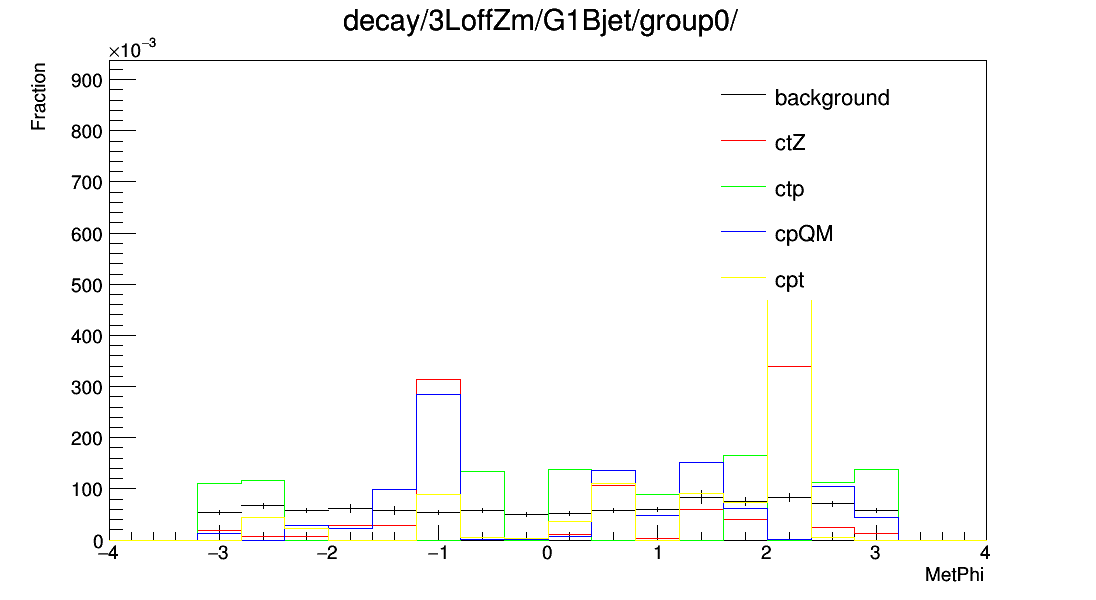 decay/3LoffZm/G1Bjet/group0/
×10⁻³
Fraction
900
800
700
600
500
400
300
200
100
0
background
ctZ
ctp
cpQM
cpt
−4 −3 −2 −1 0 1 2 3 4
MetPhi